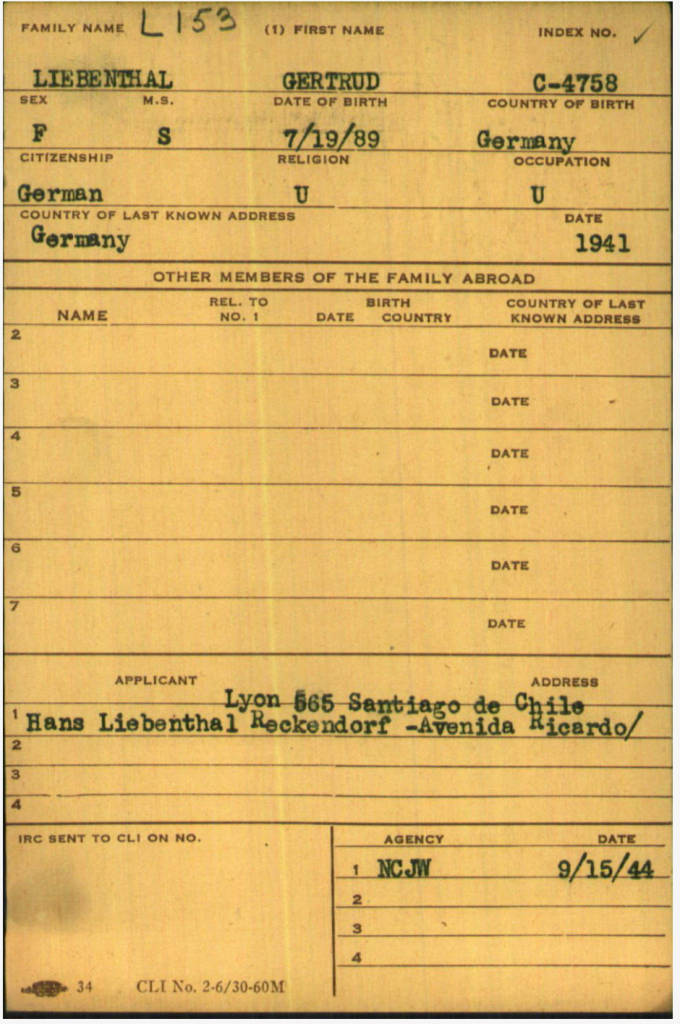 FAMILY NAME L153 (1) FIRST NAME INDEX NO. ✓
LIEBENTHAL GERTRUD C-4758
SEX M.S. DATE OF BIRTH COUNTRY OF BIRTH
F S 7/19/89 Germany
CITIZENSHIP RELIGION OCCUPATION
German U U
COUNTRY OF LAST KNOWN ADDRESS DATE
Germany 1941
OTHER MEMBERS OF THE FAMILY ABROAD
NAME REL. TO NO. 1 BIRTH DATE COUNTRY COUNTRY OF LAST KNOWN ADDRESS
2 DATE
3 DATE
4 DATE
5 DATE
6 DATE
7 DATE
APPLICANT ADDRESS
Lyon 565 Santiago de Chile
1 Hans Liebenthal Reckendorf -Avenida Ricardo/
2
3
4
IRC SENT TO CLI ON NO. AGENCY DATE
1 NCJW 9/15/44
2
3
4
34 CLI No. 2-6/30-60M